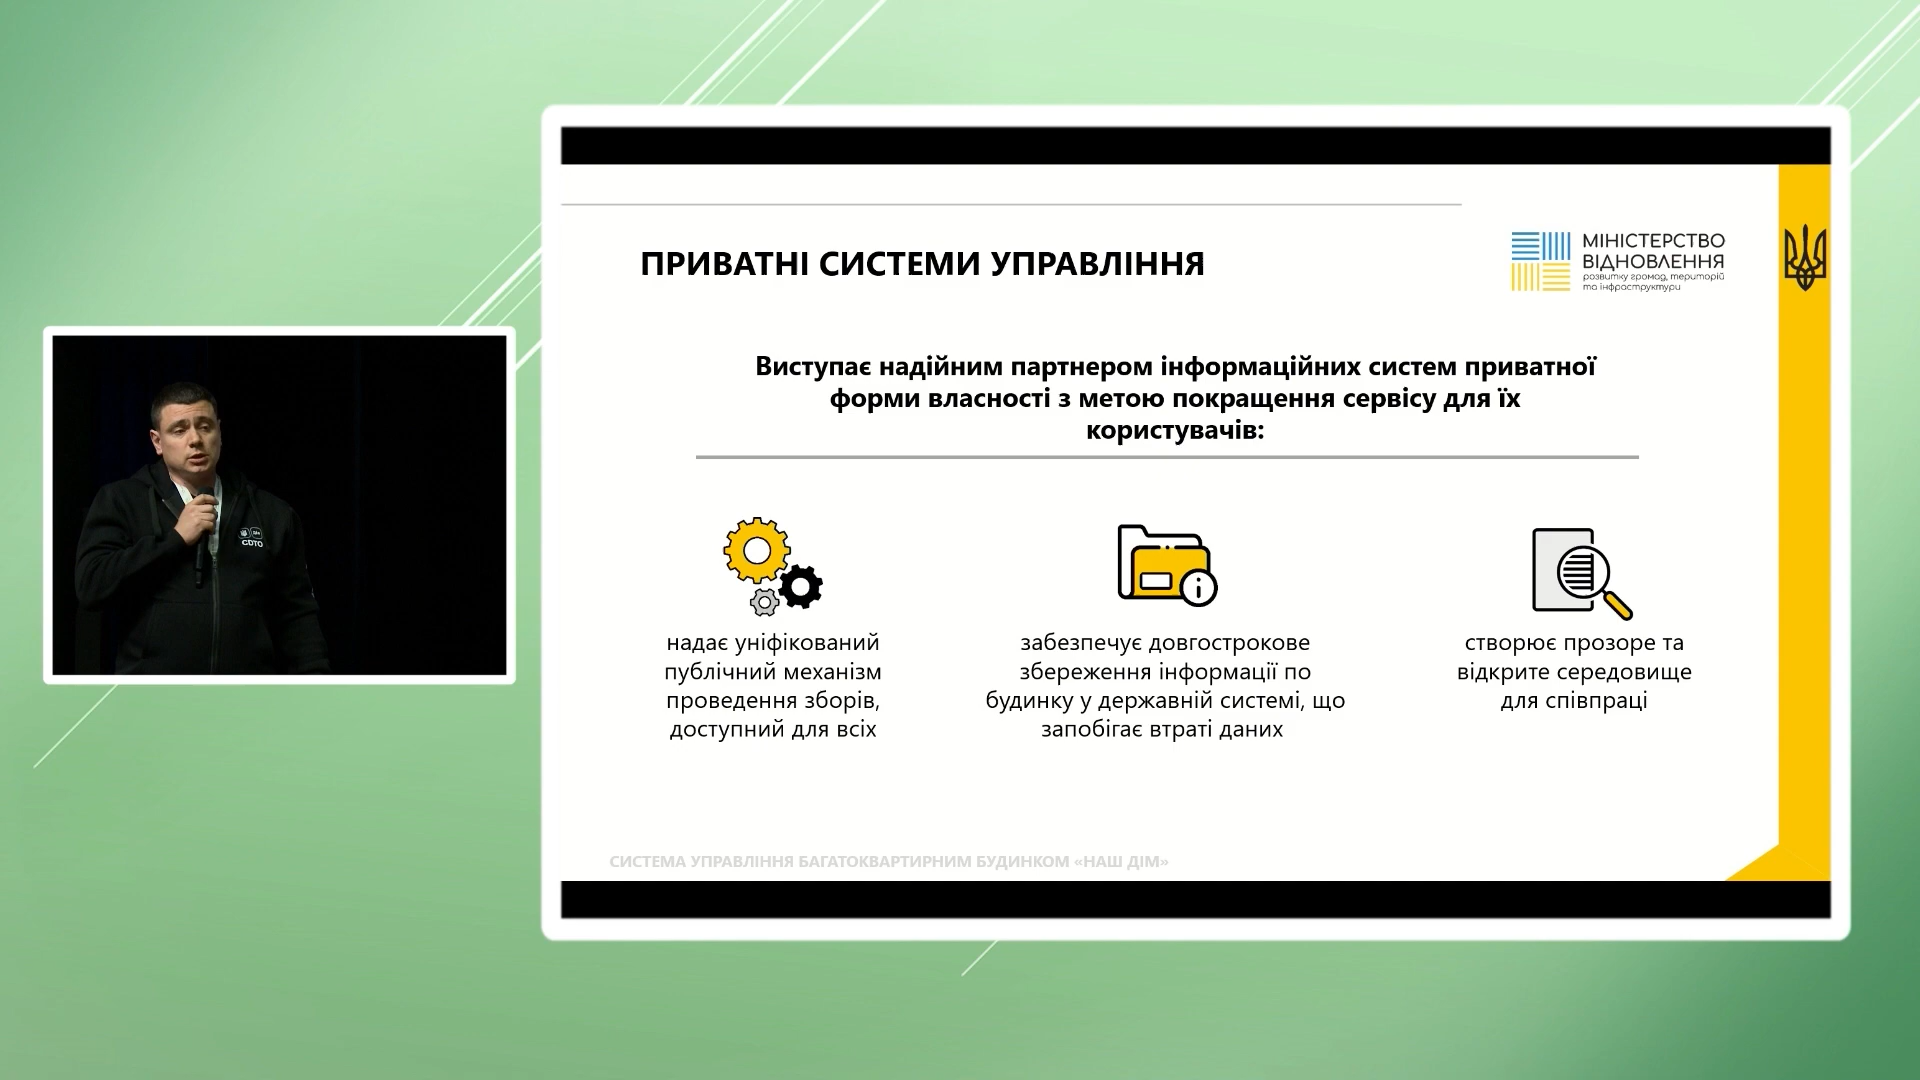 ПРИВАТНІ СИСТЕМИ УПРАВЛІННЯ
МІНІСТЕРСТВО
ВІДНОВЛЕННЯ
розвитку громад, територій
та інфраструктури
Виступає надійним партнером інформаційних систем приватної
форми власності з метою покращення сервісу для їх
користувачів:
надає уніфікований
публічний механізм
проведення зборів,
доступний для всіх
забезпечує довгострокове
збереження інформації по
будинку у державній системі, що
запобігає втраті даних
створює прозоре та
відкрите середовище
для співпраці
СИСТЕМА УПРАВЛІННЯ БАГАТОКВАРТИРНИМ БУДИНКОМ «НАШ ДІМ»
CDTO